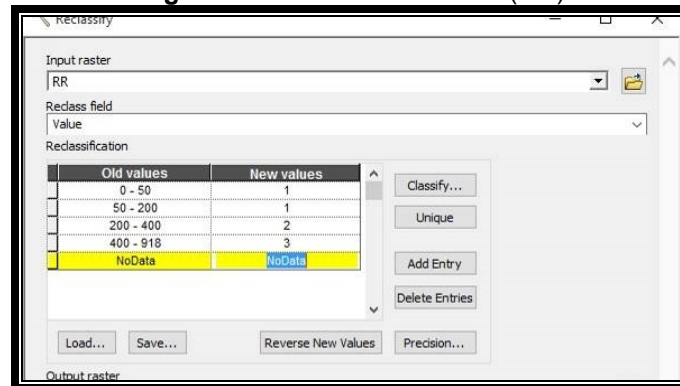 Reclassify
Input raster
RR
Reclass field
Value
Reclassification
Old values New values
0 - 50 1
50 - 200 1
200 - 400 2
400 - 918 3
NoData NoData
Classify...
Unique
Add Entry
Delete Entries
Load... Save... Reverse New Values Precision...
Output raster